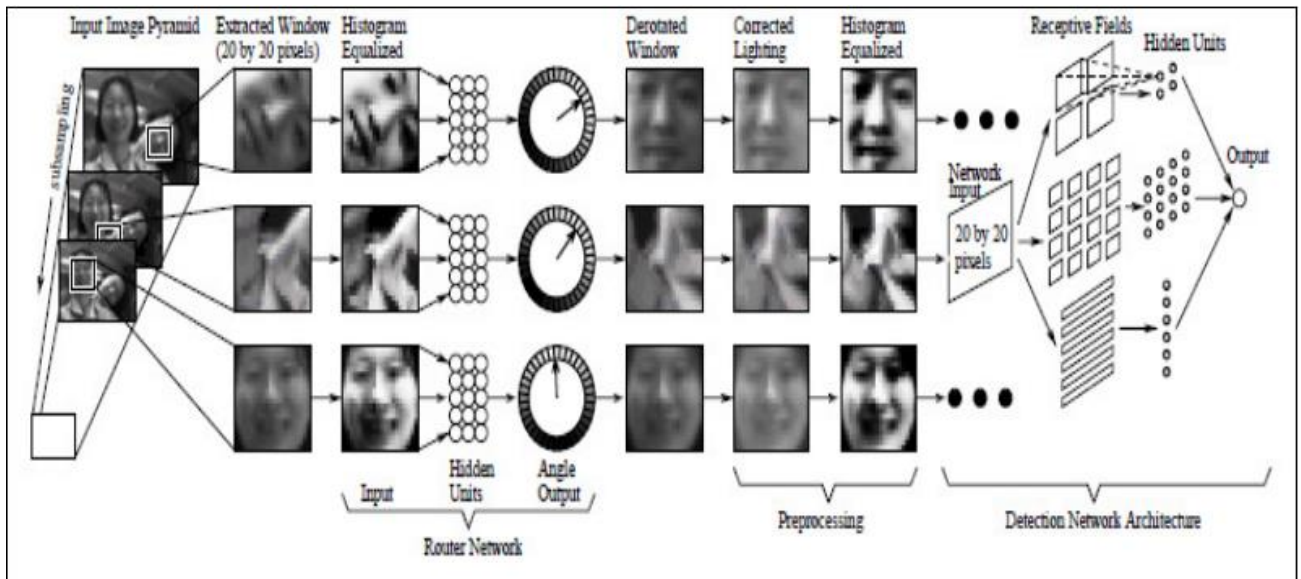 Input Image Pyramid
Extracted Window
(20 by 20 pixels)
Histogram
Equalized
Derotated
Window
Corrected
Lighting
Histogram
Equalized
Receptive Fields
Hidden Units
subsampling
Network
Input
20 by 20
pixels
Output
Input
Hidden
Units
Angle
Output
Router Network
Preprocessing
Detection Network Architecture